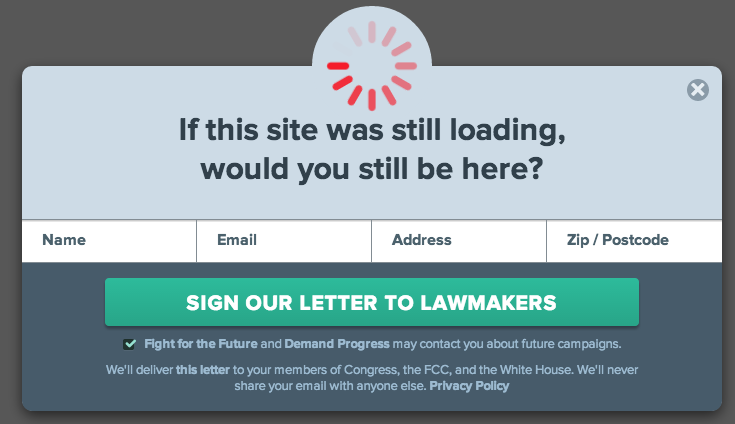 If this site was still loading,
would you still be here?
Name Email Address Zip / Postcode
SIGN OUR LETTER TO LAWMAKERS
Fight for the Future and Demand Progress may contact you about future campaigns.
We'll deliver this letter to your members of Congress, the FCC, and the White House. We'll never
share your email with anyone else. Privacy Policy